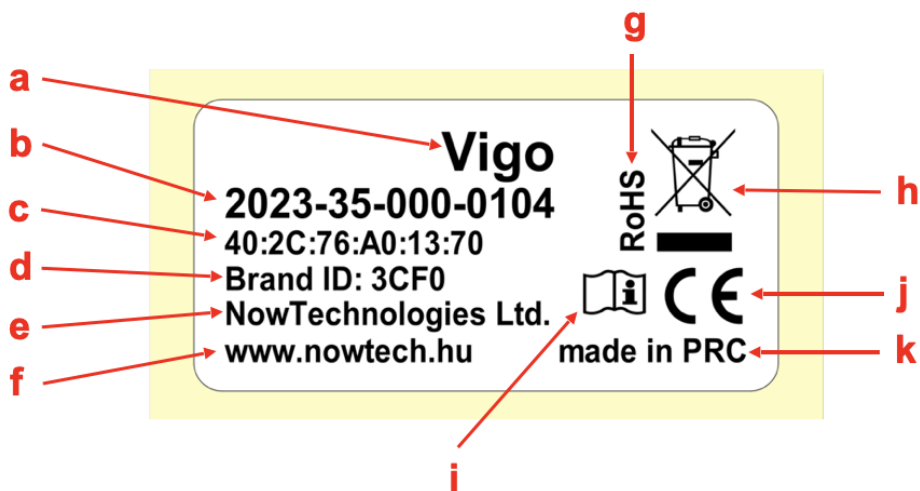 g
a
Vigo
b
2023-35-000-0104
RoHS
h
c
40:2C:76:A0:13:70
d
Brand ID: 3CF0
e
NowTechnologies Ltd.
i
CE
j
f
www.nowtech.hu
made in PRC
k
i